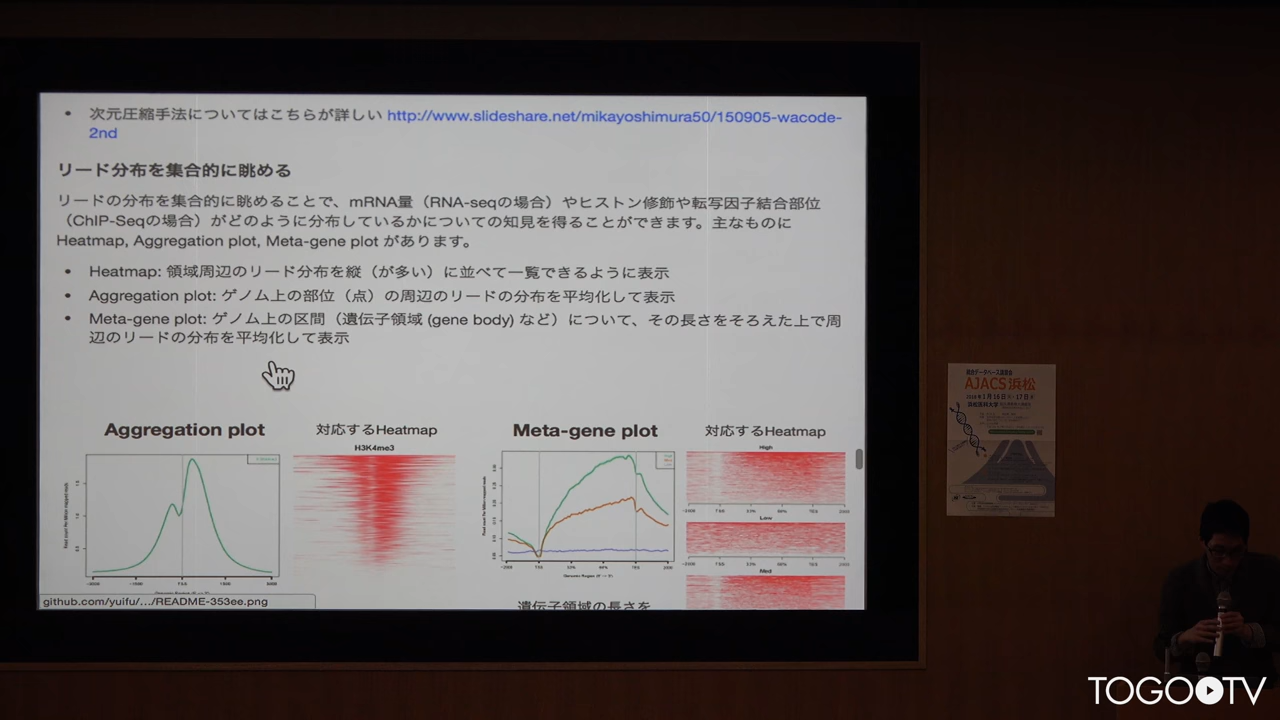 次元圧縮手法についてはこちらが詳しい http://www.slideshare.net/mikayoshimura50/150905-wacode-
2nd
リード分布を集合的に眺める
リードの分布を集合的に眺めることで、mRNA量（RNA-seqの場合）やヒストン修飾や転写因子結合部位
（ChIP-Seqの場合）がどのように分布しているかについての知見を得ることができます。主なものに
Heatmap, Aggregation plot, Meta-gene plot があります。
Heatmap: 領域周辺のリード分布を縦（が多い）に並べて一覧できるように表示
Aggregation plot: ゲノム上の部位（点）の周辺のリードの分布を平均化して表示
Meta-gene plot: ゲノム上の区間（遺伝子領域 (gene body) など）について、その長さをそろえた上で周
辺のリードの分布を平均化して表示
Aggregation plot
対応するHeatmap
H3K4me3
Meta-gene plot
対応するHeatmap
High
Low
Med
遺伝子領域の長さを
github.com/yuifu/.../README-353ee.png
AJACS浜松
TOGO TV